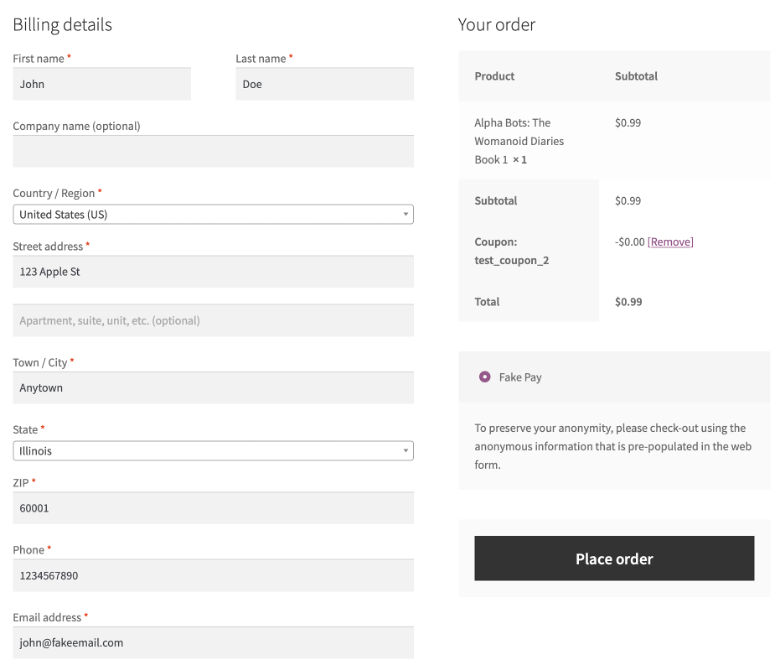 Billing details
First name *
Last name *
John
Doe
Company name (optional)
Country / Region *
United States (US)
Street address *
123 Apple St
Apartment, suite, unit, etc. (optional)
Town / City *
Anytown
State *
Illinois
ZIP *
60001
Phone *
1234567890
Email address *
john@fakeemail.com
Your order
Product Subtotal
Alpha Bots: The $0.99
Womanoid Diaries
Book 1 × 1
Subtotal $0.99
Coupon: -$0.00 [Remove]
test_coupon_2
Total $0.99
Fake Pay
To preserve your anonymity, please check-out using the
anonymous information that is pre-populated in the web
form.
Place order